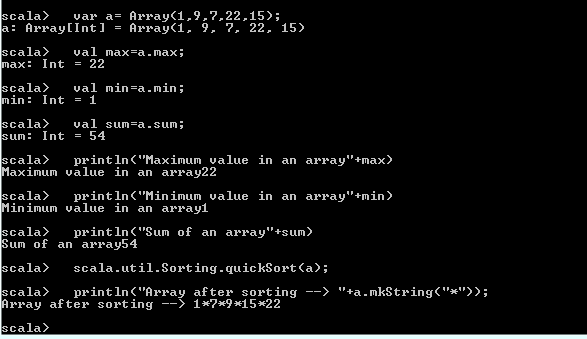 scala>   var a= Array(1,9,7,22,15);
a: Array[Int] = Array(1, 9, 7, 22, 15)
scala>   val max=a.max;
max: Int = 22
scala>   val min=a.min;
min: Int = 1
scala>   val sum=a.sum;
sum: Int = 54
scala>   println("Maximum value in an array"+max)
Maximum value in an array22
scala>   println("Minimum value in an array"+min)
Minimum value in an array1
scala>   println("Sum of an array"+sum)
Sum of an array54
scala>   scala.util.Sorting.quickSort(a);
scala>   println("Array after sorting --> "+a.mkString("*"));
Array after sorting --> 1*7*9*15*22
scala>